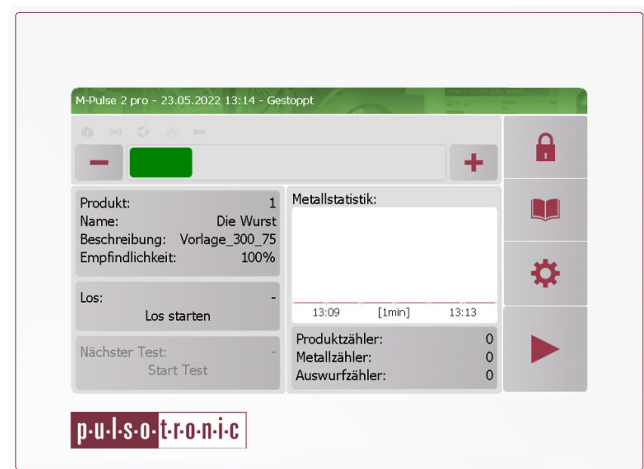 M-Pulse 2 pro - 23.05.2022 13:14 - Gestoppt
Produkt: 1
Name: Die Wurst
Beschreibung: Vorlage_300_75
Empfindlichkeit: 100%
Los: -
Los starten
Nächster Test: -
Start Test
Metallstatistik:
13:09 [1min] 13:13
Produktzähler: 0
Metallzähler: 0
Auswurfzähler: 0
p·u·l·s·o·t·r·o·n·i·c